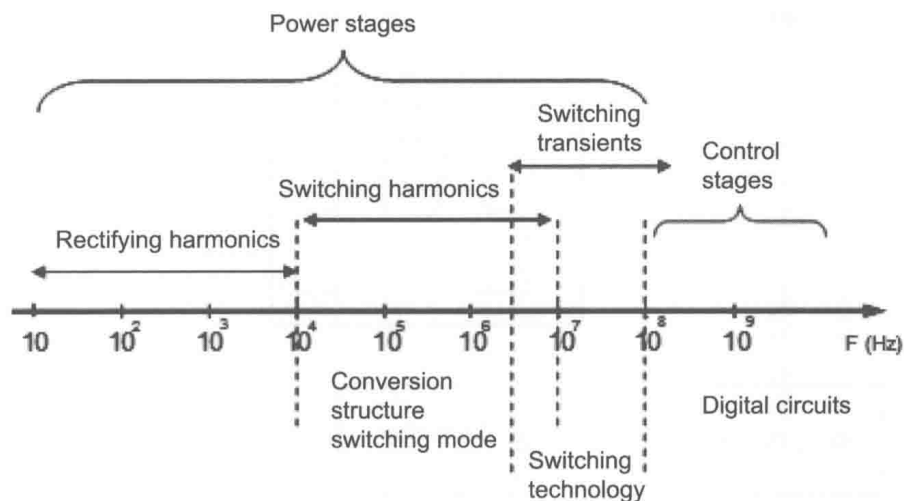 Power stages
Switching
transients
Control
stages
Switching harmonics
Rectifying harmonics
10 10² 10³ 10⁴ 10⁵ 10⁶ 10⁷ 10⁸ 10⁹ F (Hz)
Conversion
structure
switching mode
Digital circuits
Switching
technology